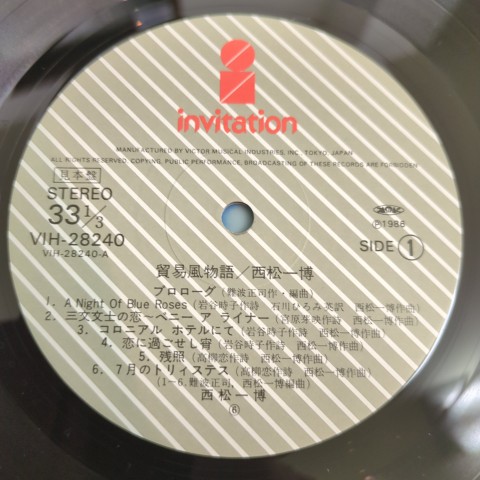 invitation
MANUFACTURED BY VICTOR MUSICAL INDUSTRIES, INC., TOKYO, JAPAN
ALL RIGHTS RESERVED, COPYING, PUBLIC PERFORMANCE, BROADCASTING OF THESE RECORDS ARE FORBIDDEN
見本盤
STEREO
33 1/3
VIH-28240
VIH-28240-A
Ⓟ1986
SIDE 1
貿易風物語/西松一博
プロローグ(難波正司作・編曲)
1. A Night Of Blue Roses(岩谷時子作詩 石川ひろみ英訳 西松一博作曲)
2. 三文文士の恋~ペニー ア ライナー(宮原芽映作詩 西松一博作曲)
3. コロニアル ホテルにて(岩谷時子作詩 西松一博作曲)
4. 恋に過ごせし宵(岩谷時子作詩 西松一博作曲)
5. 残照(高柳恋作詩 西松一博作曲)
6. 7月のトリィステス(高柳恋作詩 西松一博作曲)
(1~6.難波正司, 西松一博編曲)
西松一博
⑥